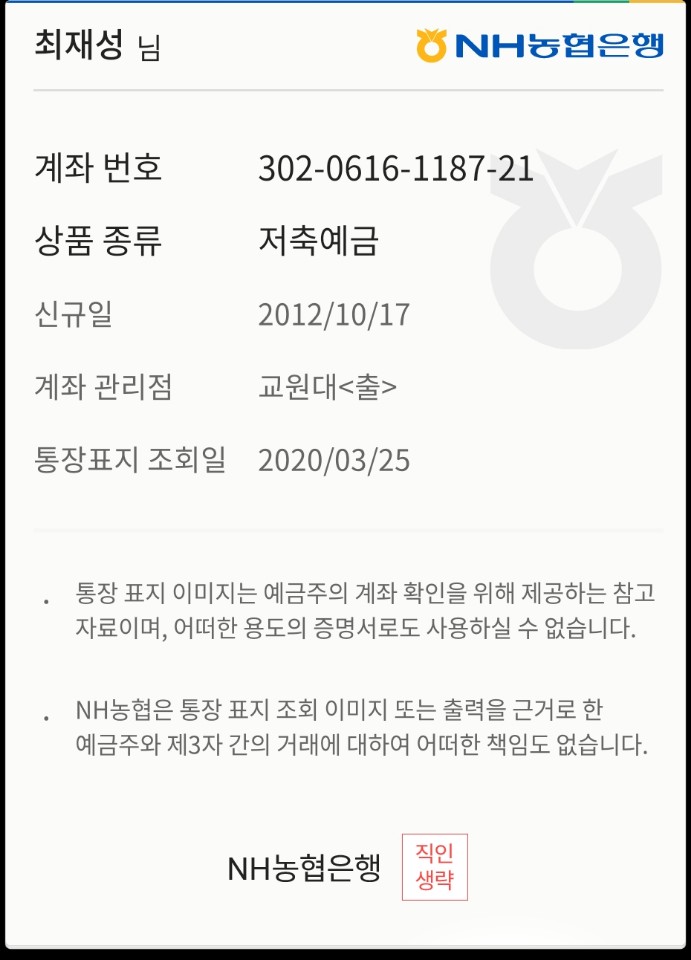 최재성 님
NH농협은행
계좌 번호 302-0616-1187-21
상품 종류 저축예금
신규일 2012/10/17
계좌 관리점 교원대<출>
통장표지 조회일 2020/03/25
. 통장 표지 이미지는 예금주의 계좌 확인을 위해 제공하는 참고
자료이며, 어떠한 용도의 증명서로도 사용하실 수 없습니다.
. NH농협은 통장 표지 조회 이미지 또는 출력을 근거로 한
예금주와 제3자 간의 거래에 대하여 어떠한 책임도 없습니다.
NH농협은행
직인
생략